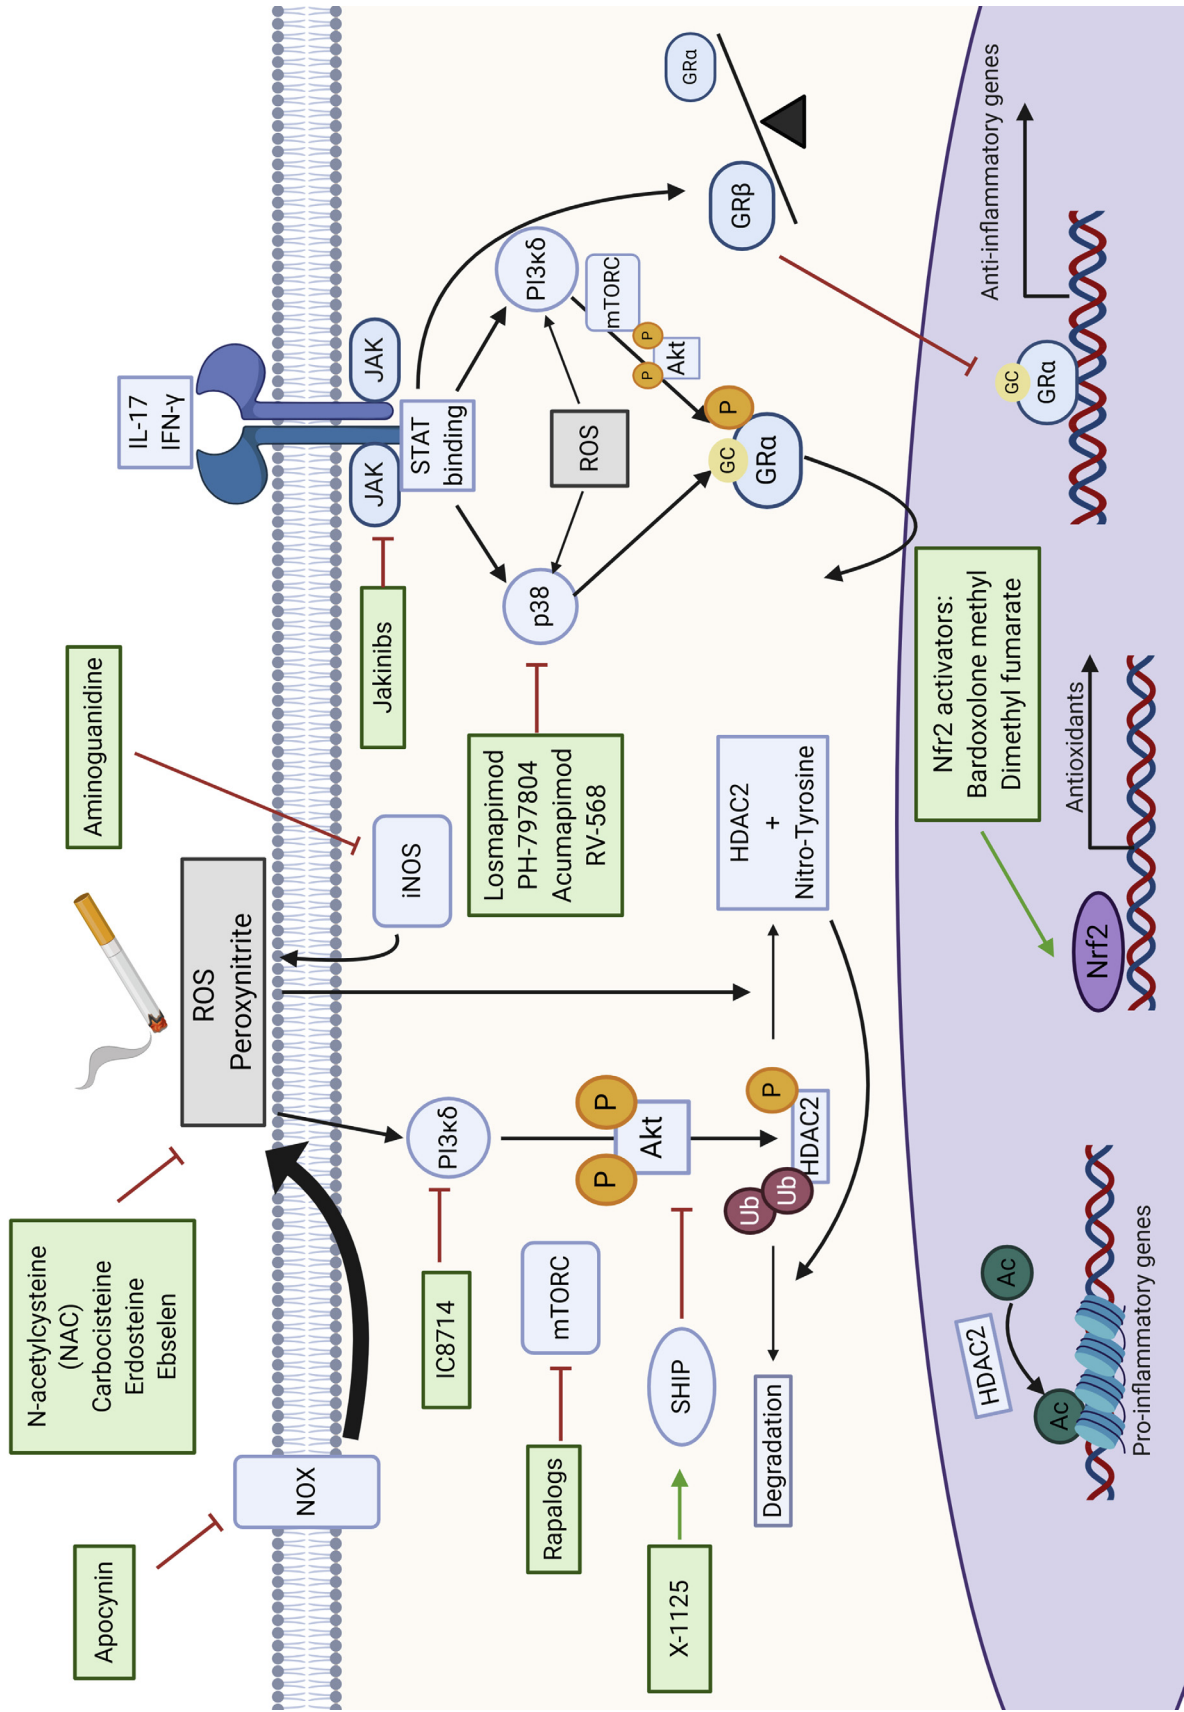 Apocynin
N-acetylcysteine
(NAC)
Carbocisteine
Erdosteine
Ebselen
Aminoguanidine
IL-17
IFN-γ
ROS
Peroxynitrite
NOX
iNOS
Jakinibs
JAK
JAK
STAT
binding
IC8714
PI3κδ
Rapalogs
mTORC
Losmapimod
PH-797804
Acumapimod
RV-568
p38
ROS
PI3κδ
mTORC
P
P
Akt
GRα
GRβ
P
P
Akt
X-1125
SHIP
P
GC
GRα
Degradation
Ub
Ub
P
HDAC2
HDAC2
+
Nitro-Tyrosine
Nfr2 activators:
Bardoxolone methyl
Dimethyl fumarate
Anti-inflammatory genes
GC
GRα
HDAC2
Ac
Ac
Pro-inflammatory genes
Nrf2
Antioxidants